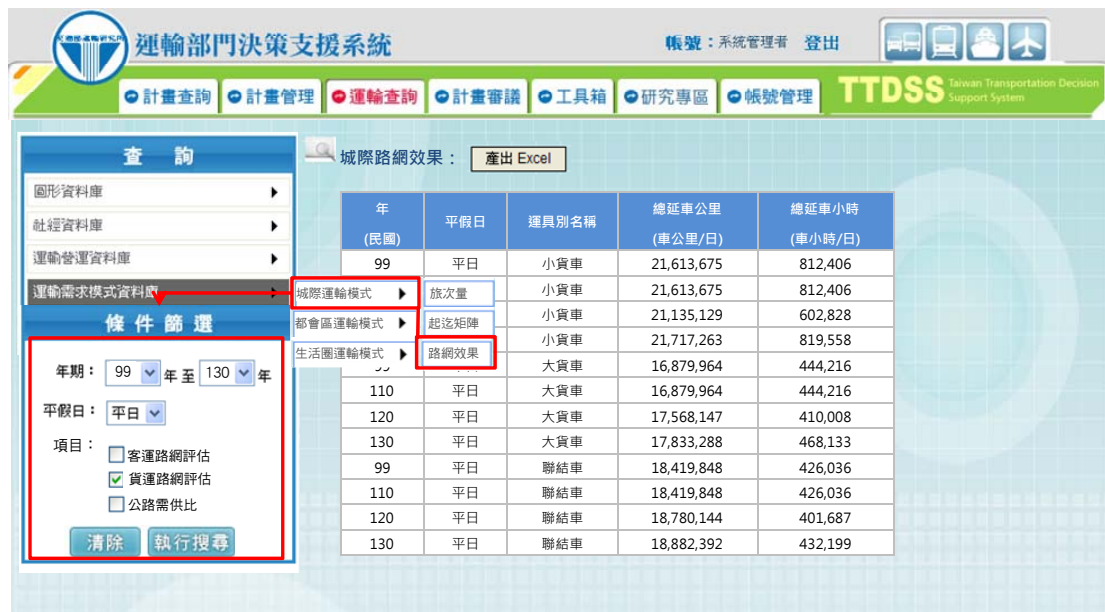 運輸部門決策支援系統
帳號：系統管理者 登出
計畫查詢 計畫管理 運輸查詢 計畫審議 工具箱 研究專區 帳號管理
TTDSS Taiwan Transportation Decision
Support System
查 詢
圖形資料庫
社經資料庫
運輸營運資料庫
運輸需求模式資料庫
城際運輸模式
都會區運輸模式
生活圈運輸模式
旅次量
起迄矩陣
路網效果
條件篩選
年期： 99 年至 130 年
平假日： 平日
項目：
客運路網評估
貨運路網評估
公路需供比
清除 執行搜尋
城際路網效果： 產出 Excel
年 平假日 運具別名稱 總延車公里 總延車小時
(民國) (車公里/日) (車小時/日)
99 平日 小貨車 21,613,675 812,406
小貨車 21,613,675 812,406
小貨車 21,135,129 602,828
小貨車 21,717,263 819,558
大貨車 16,879,964 444,216
110 平日 大貨車 16,879,964 444,216
120 平日 大貨車 17,568,147 410,008
130 平日 大貨車 17,833,288 468,133
99 平日 聯結車 18,419,848 426,036
110 平日 聯結車 18,419,848 426,036
120 平日 聯結車 18,780,144 401,687
130 平日 聯結車 18,882,392 432,199